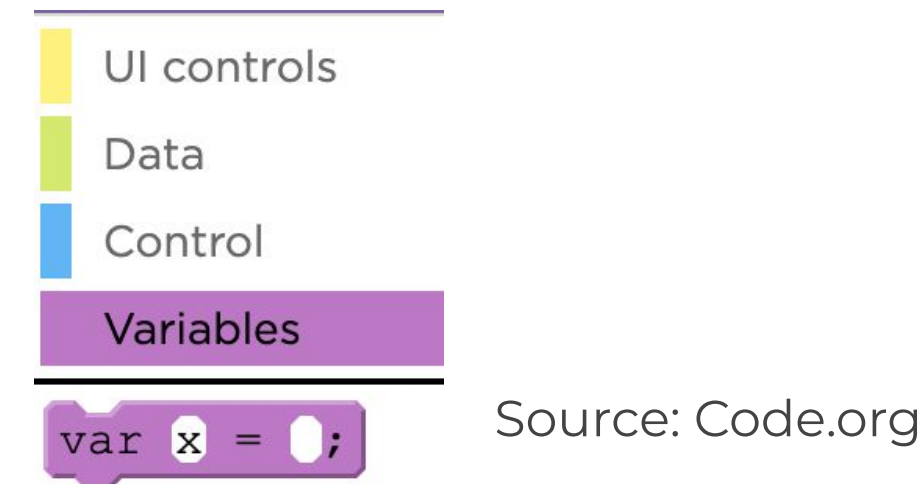 UI controls
Data
Control
Variables
var x = ;
Source: Code.org